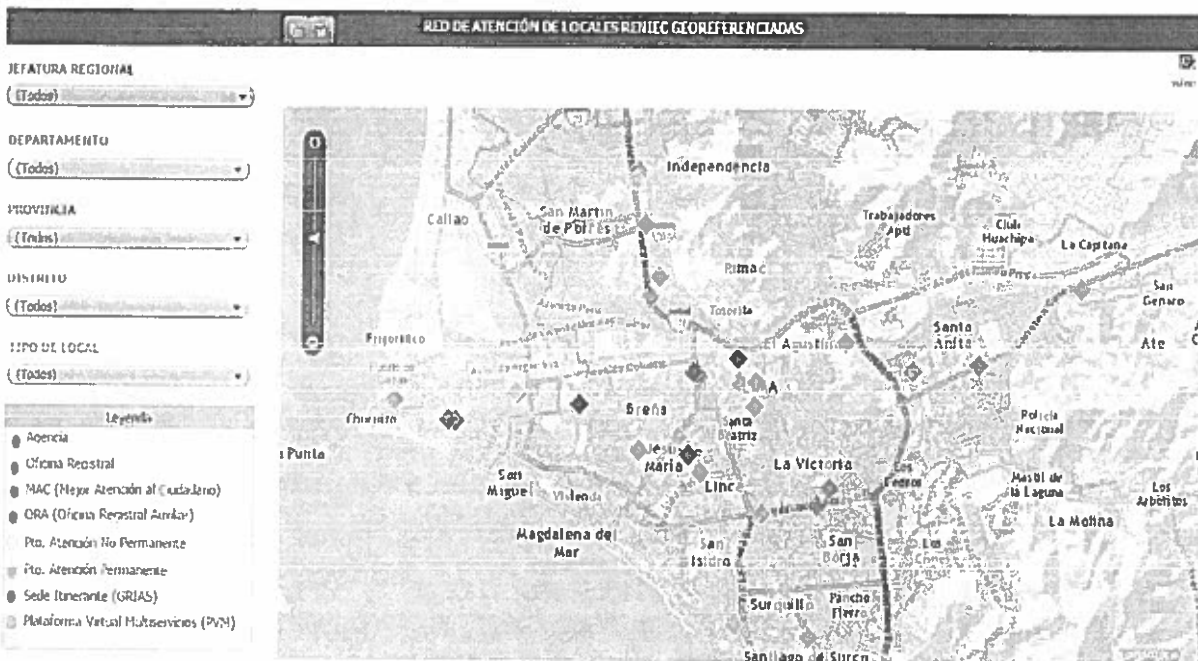 RED DE ATENCIÓN DE LOCALES RENIEC GEOREFERENCIADAS
JEFATURA REGIONAL
(Todos)
DEPARTAMENTO
(Todos)
PROVINCIA
(Todos)
DISTRITO
(Todos)
TIPO DE LOCAL
(Todos)
Leyenda
Agencia
Oficina Registral
MAC (Mejor Atención al Ciudadano)
ORA (Oficina Registral Auxiliar)
Pto. Atención No Permanente
Pto. Atención Permanente
Sede Itinerante (GRIAS)
Plataforma Virtual Multiservicios (PVM)
Independencia
San Martin
de Porres
Callao
Trabajadores
Club
Huachipa
La Capitana
Rimac
San
Genaro
Frigorifico
El Agustino
Santa
Anita
Ate
Chucuito
Breña
Santa
Beatriz
Policia
Nacional
a Punta
Jesus
Maria
La Victoria
San
Miguel
Lince
Los
Cedros
Mastil de
la Laguna
Los
La Molina
Magdalena del
Mar
San
Isidro
San
Borja
Surquillo
Pancho
Fierro
Santiago de Surco